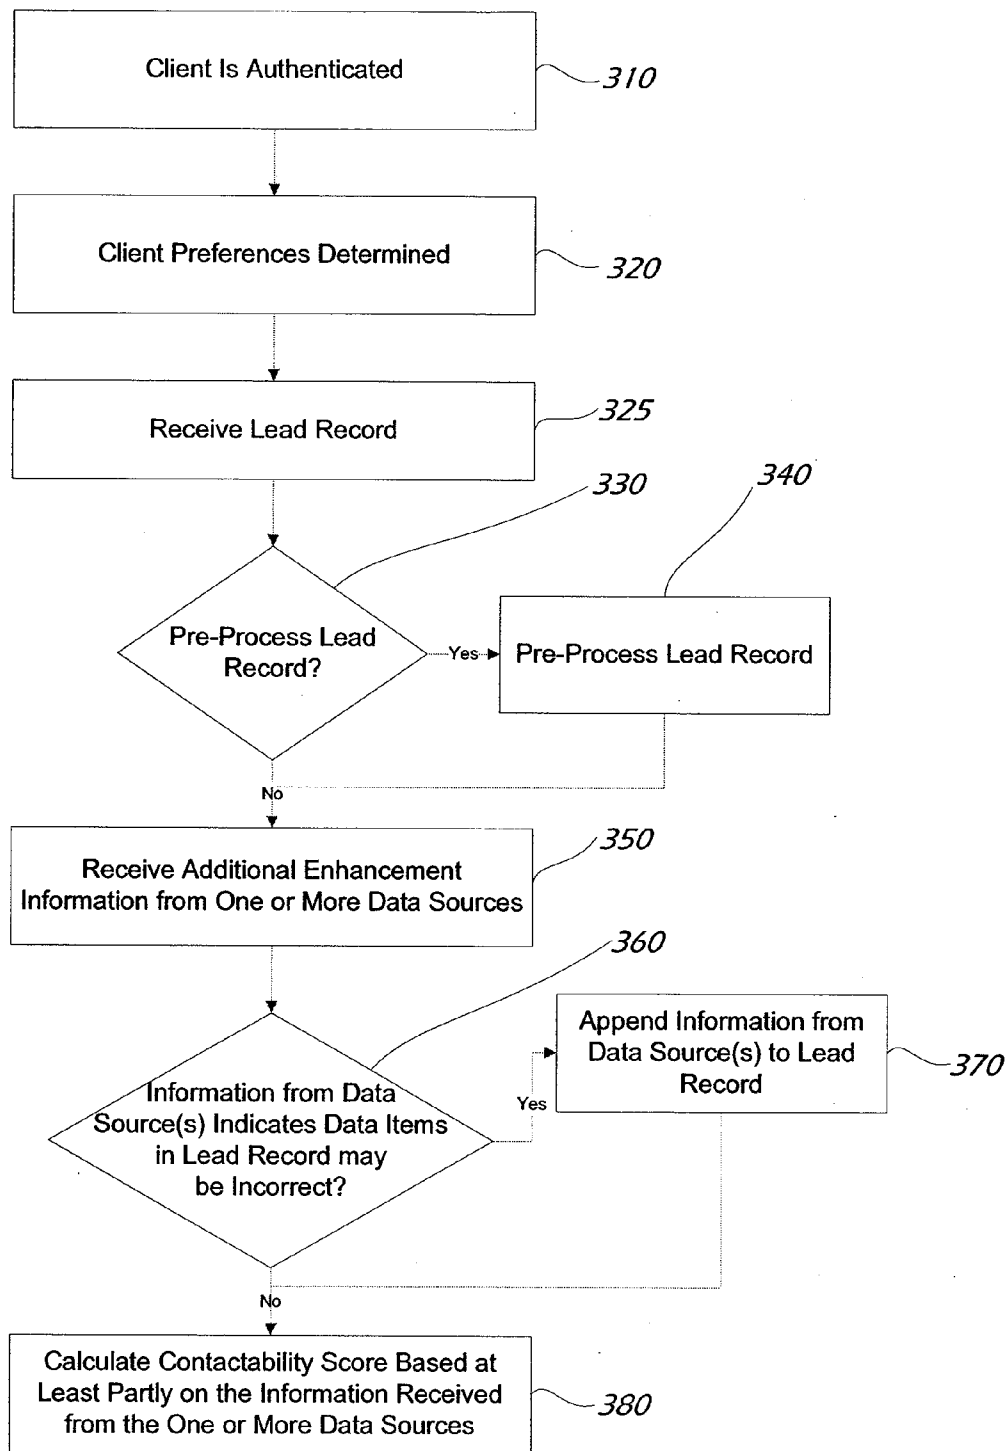 Client Is Authenticated
310
Client Preferences Determined
320
Receive Lead Record
325
330
340
Pre-Process Lead
Record?
Yes
Pre-Process Lead Record
No
Receive Additional Enhancement
Information from One or More Data Sources
350
360
Information from Data
Source(s) Indicates Data Items
in Lead Record may
be Incorrect?
Yes
Append Information from
Data Source(s) to Lead
Record
370
No
Calculate Contactability Score Based at
Least Partly on the Information Received
from the One or More Data Sources
380